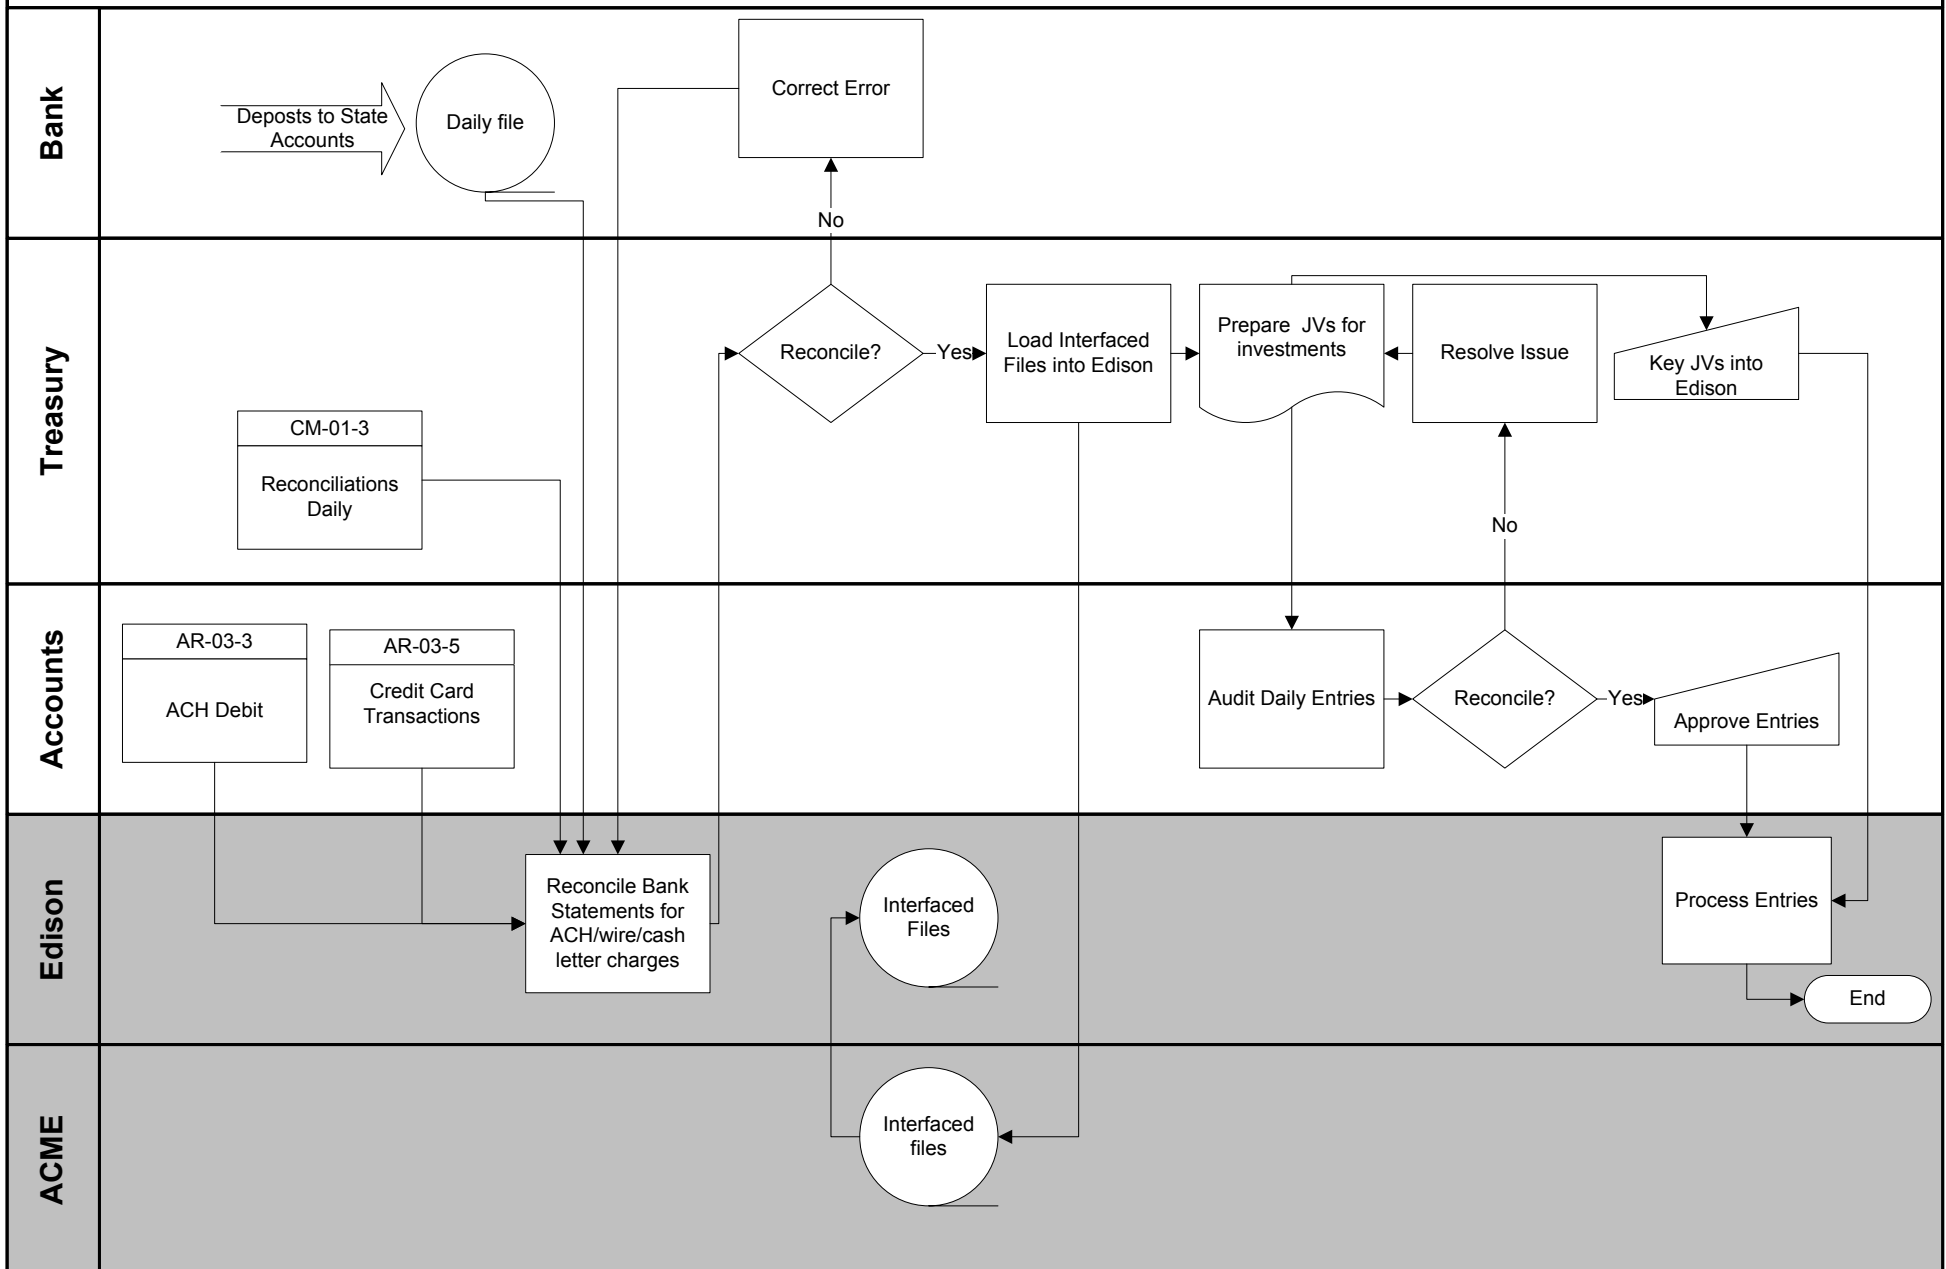 Bank
Deposts to State
Accounts
Daily file
Correct Error
No
Treasury
CM-01-3
Reconciliations
Daily
Reconcile?
Yes
Load Interfaced
Files into Edison
Prepare JVs for
investments
Resolve Issue
Key JVs into
Edison
No
Accounts
AR-03-3
ACH Debit
AR-03-5
Credit Card
Transactions
Audit Daily Entries
Reconcile?
Yes
Approve Entries
Edison
Reconcile Bank
Statements for
ACH/wire/cash
letter charges
Interfaced
Files
Process Entries
End
ACME
Interfaced
files